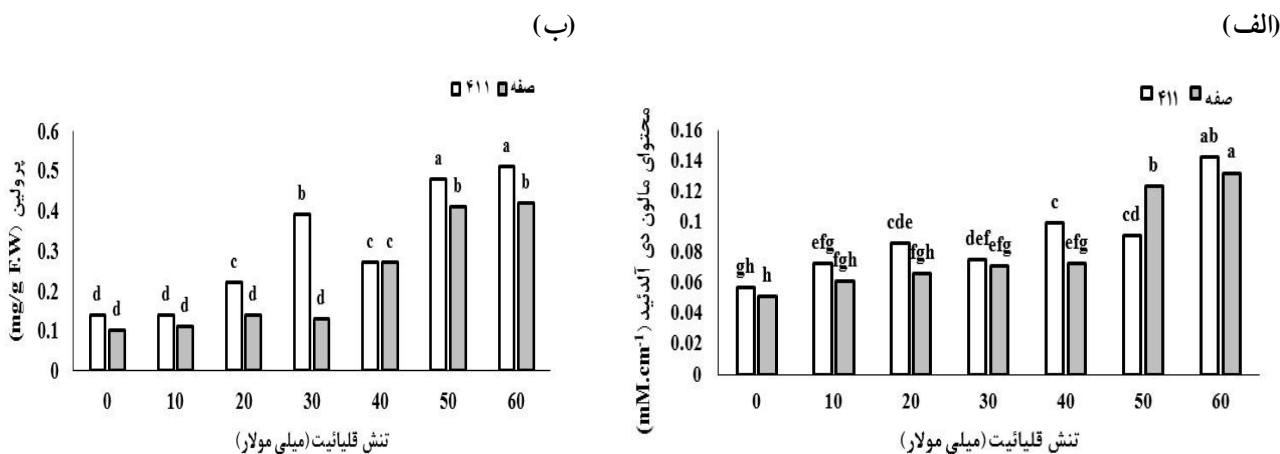 (الف)
صفه ۴۱۱
محتوای مالون دی آلدئید (mM.cm-1)
0.16
0.14
0.12
0.1
0.08
0.06
0.04
0.02
0
gh h efg fgh cde fgh def efg c efg cd b ab a
0 10 20 30 40 50 60
تنش قلیائیت(میلی مولار)
(ب)
صفه ۴۱۱
پرولین (mg/g F.W)
0.6
0.5
0.4
0.3
0.2
0.1
0
d d d d c d b d c c a b a b
0 10 20 30 40 50 60
تنش قلیائیت(میلی مولار)